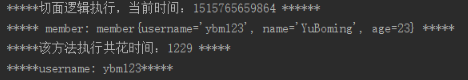 *****切面逻辑执行，当前时间：1515765659864 ******
***** member: member{username='ybm123', name='YuBoming', age=23} *****
*****该方法执行共花时间：1229 *****
*****username: ybm123*****